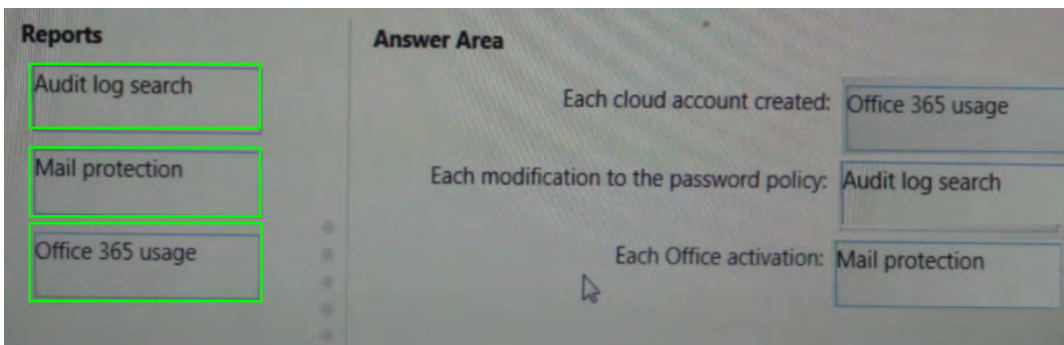 Reports
Answer Area
Audit log search
Mail protection
Office 365 usage
Each cloud account created: Office 365 usage
Each modification to the password policy: Audit log search
Each Office activation: Mail protection